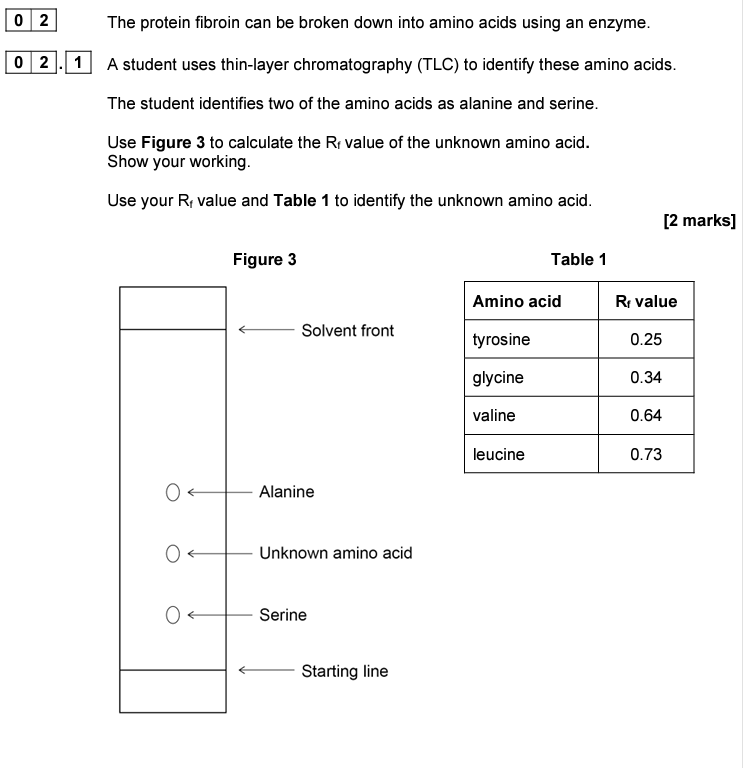 0 2 The protein fibroin can be broken down into amino acids using an enzyme.
0 2 . 1 A student uses thin-layer chromatography (TLC) to identify these amino acids.
The student identifies two of the amino acids as alanine and serine.
Use Figure 3 to calculate the Rf value of the unknown amino acid.
Show your working.
Use your Rf value and Table 1 to identify the unknown amino acid.
[2 marks]
Figure 3
Solvent front
Alanine
Unknown amino acid
Serine
Starting line
Table 1
Amino acid Rf value
tyrosine 0.25
glycine 0.34
valine 0.64
leucine 0.73